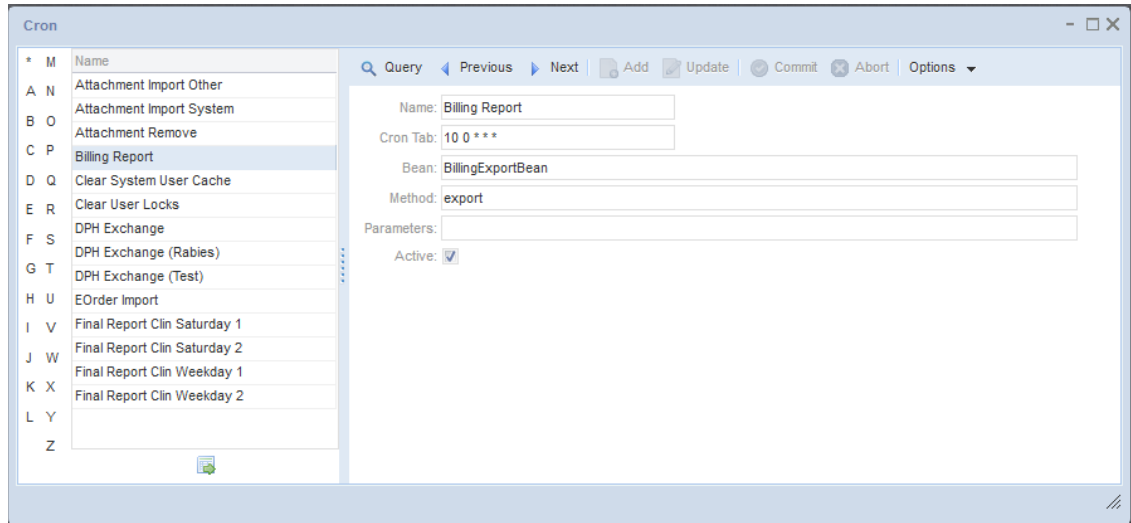 Cron
* M
A N
B O
C P
D Q
E R
F S
G T
H U
I V
J W
K X
L Y
Z
Name
Attachment Import Other
Attachment Import System
Attachment Remove
Billing Report
Clear System User Cache
Clear User Locks
DPH Exchange
DPH Exchange (Rabies)
DPH Exchange (Test)
EOrder Import
Final Report Clin Saturday 1
Final Report Clin Saturday 2
Final Report Clin Weekday 1
Final Report Clin Weekday 2
Query Previous Next Add Update Commit Abort Options
Name: Billing Report
Cron Tab: 10 0 * * *
Bean: BillingExportBean
Method: export
Parameters:
Active: